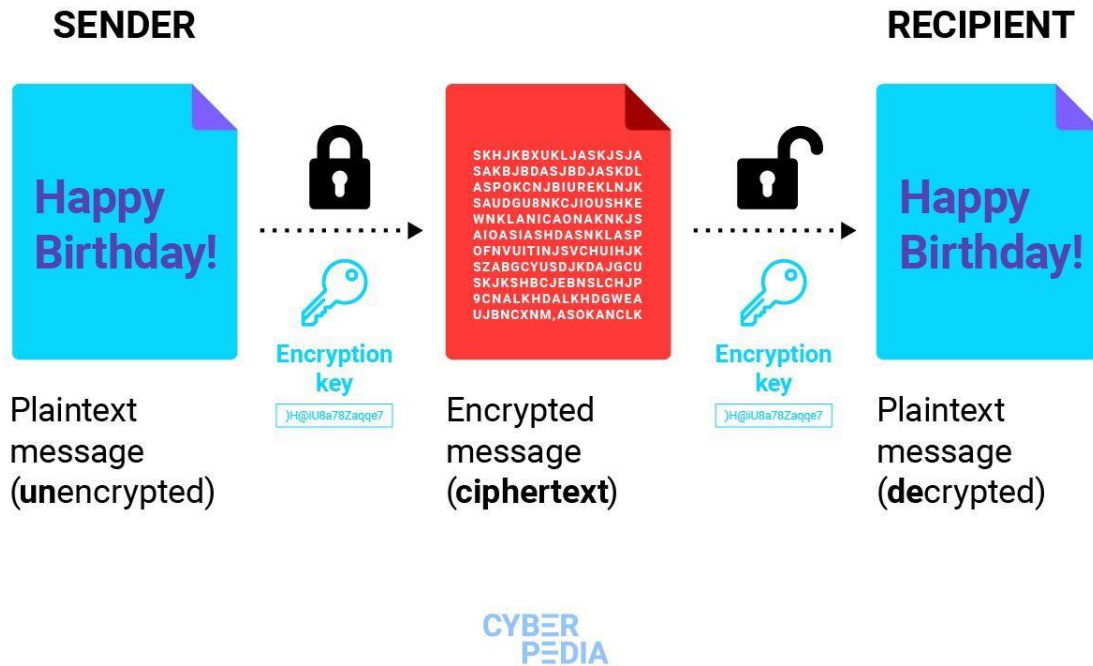 SENDER
RECIPIENT
Happy
Birthday!
SKHJKBXUKLJASKJSJA
SAKBJBDASJBDJASKDL
ASPOKCNJBIUREKLNJK
SAUDGU8NKCJIOUSHKE
WNKLANICAONAKNKJS
AIOASIASHDASNKLASP
OFNVUITINJSVCHUIHJK
SZABGCYUSDJKDAJGCU
SKJKSHBCJEBNSLCHJP
9CNALKHDALKHDGWEA
UJBNCXNM,ASOKANCLK
Happy
Birthday!
Encryption
key
)H@iU8a78Zaqqe7
Encryption
key
)H@iU8a78Zaqqe7
Plaintext
message
(unencrypted)
Encrypted
message
(ciphertext)
Plaintext
message
(decrypted)
CYBER
PEDIA